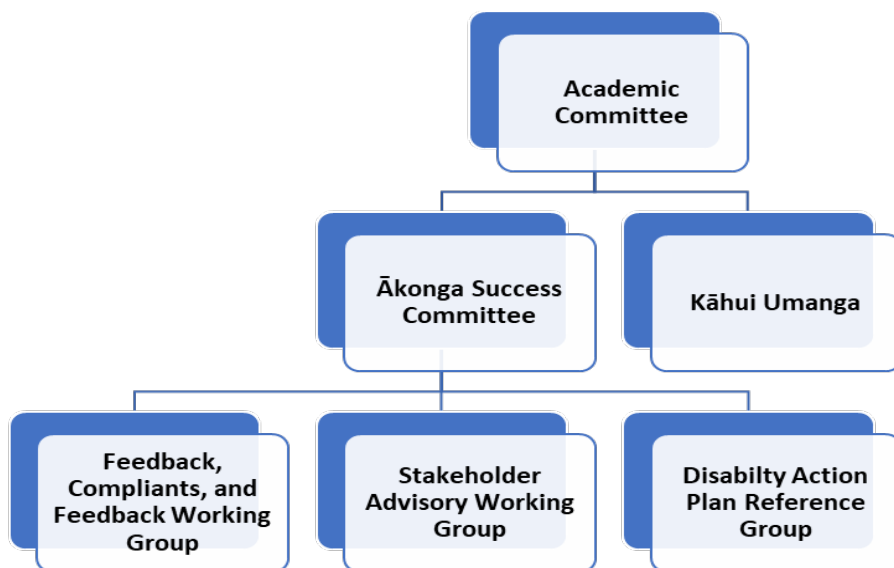 Academic
Committee
Ākonga Success
Committee
Kāhui Umanga
Feedback,
Compliants, and
Feedback Working
Group
Stakeholder
Advisory Working
Group
Disabilty Action
Plan Reference
Group